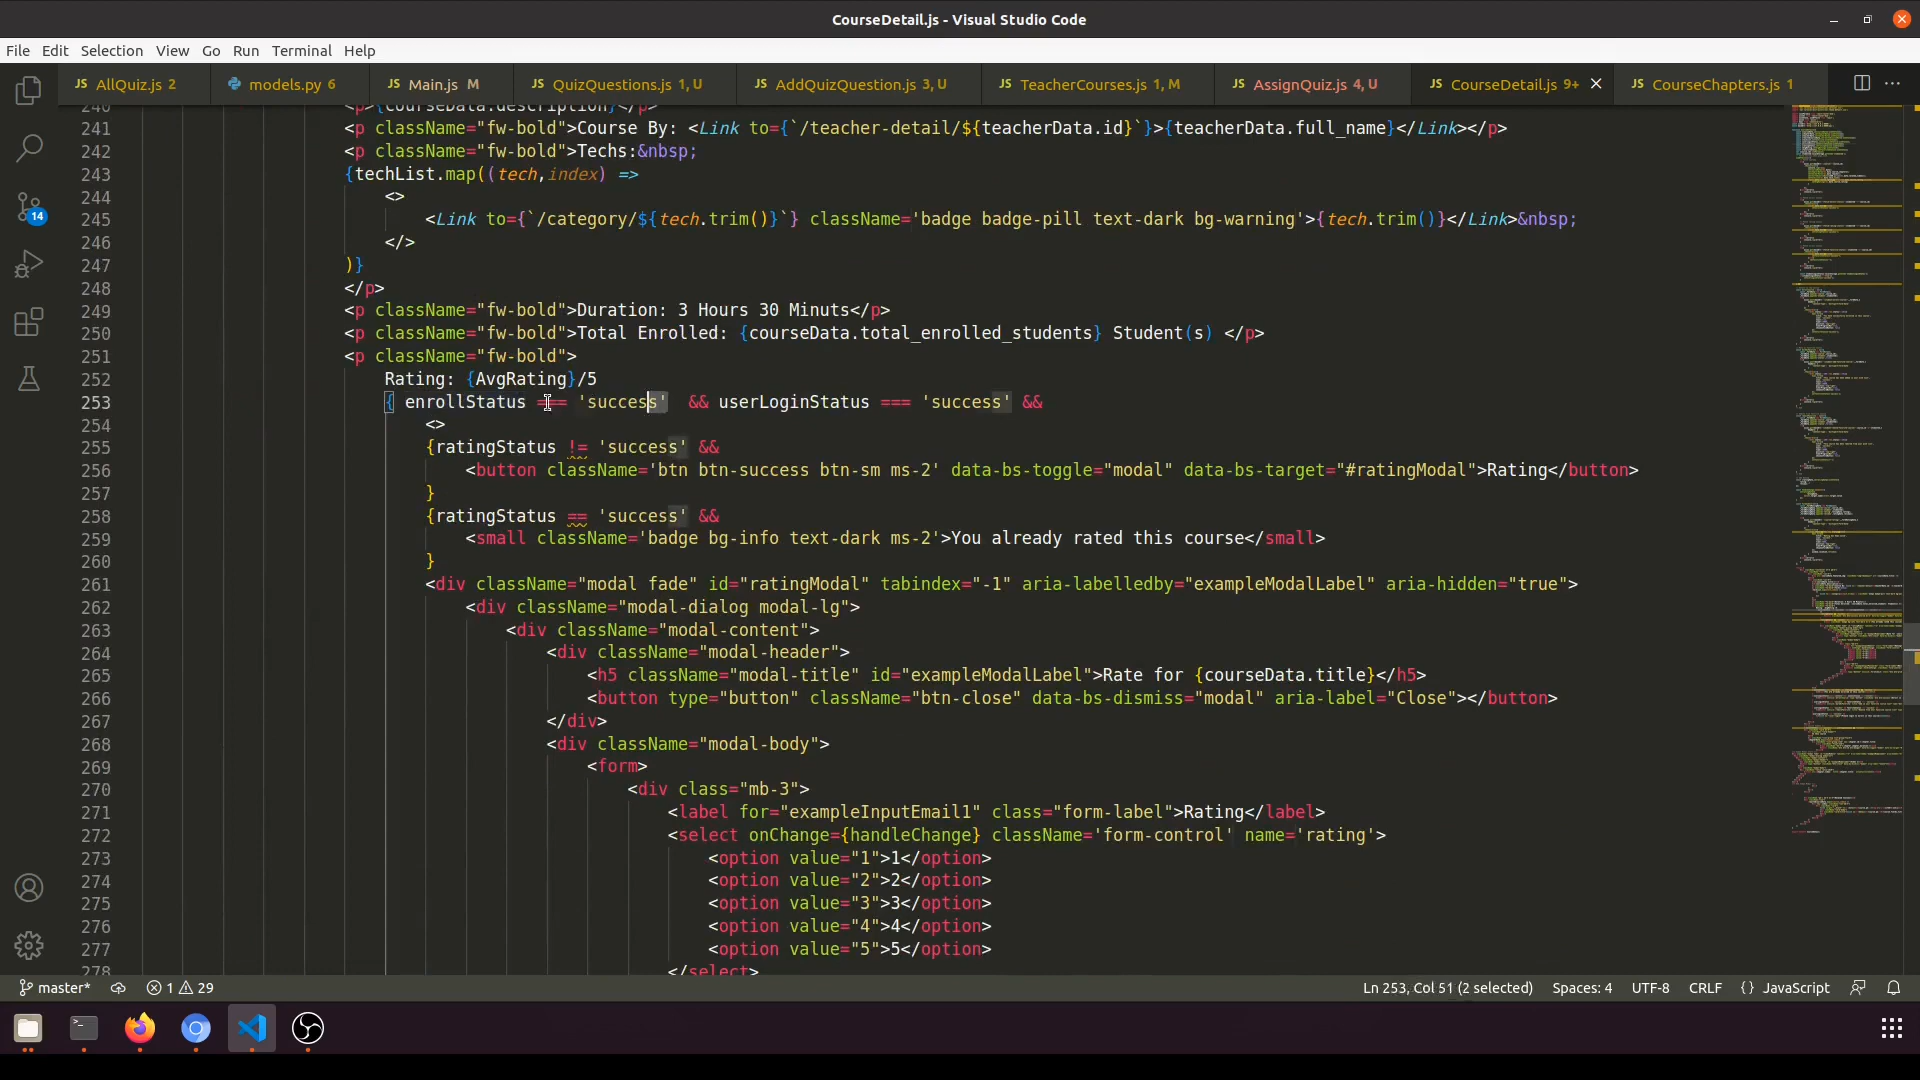 CourseDetail.js - Visual Studio Code
File Edit Selection View Go Run Terminal Help
JS AllQuiz.js 2 models.py 6 JS Main.js M JS QuizQuestions.js 1, U JS AddQuizQuestion.js 3, U JS TeacherCourses.js 1, M JS AssignQuiz.js 4, U JS CourseDetail.js 9+ JS CourseChapters.js 1
240 <p>{courseData.description}</p>
241 <p className="fw-bold">Course By: <Link to={`/teacher-detail/${teacherData.id}`}>{teacherData.full_name}</Link></p>
242 <p className="fw-bold">Techs:&nbsp;
243 {techList.map((tech,index) =>
244 <>
245 <Link to={`/category/${tech.trim()}`} className='badge badge-pill text-dark bg-warning'>{tech.trim()}</Link>&nbsp;
246 </>
247 )}
248 </p>
249 <p className="fw-bold">Duration: 3 Hours 30 Minuts</p>
250 <p className="fw-bold">Total Enrolled: {courseData.total_enrolled_students} Student(s) </p>
251 <p className="fw-bold">
252 Rating: {AvgRating}/5
253 { enrollStatus === 'success' && userLoginStatus === 'success' &&
254 <>
255 {ratingStatus != 'success' &&
256 <button className='btn btn-success btn-sm ms-2' data-bs-toggle="modal" data-bs-target="#ratingModal">Rating</button>
257 }
258 {ratingStatus == 'success' &&
259 <small className='badge bg-info text-dark ms-2'>You already rated this course</small>
260 }
261 <div className="modal fade" id="ratingModal" tabindex="-1" aria-labelledby="exampleModalLabel" aria-hidden="true">
262 <div className="modal-dialog modal-lg">
263 <div className="modal-content">
264 <div className="modal-header">
265 <h5 className="modal-title" id="exampleModalLabel">Rate for {courseData.title}</h5>
266 <button type="button" className="btn-close" data-bs-dismiss="modal" aria-label="Close"></button>
267 </div>
268 <div className="modal-body">
269 <form>
270 <div class="mb-3">
271 <label for="exampleInputEmail1" class="form-label">Rating</label>
272 <select onChange={handleChange} className='form-control' name='rating'>
273 <option value="1">1</option>
274 <option value="2">2</option>
275 <option value="3">3</option>
276 <option value="4">4</option>
277 <option value="5">5</option>
278 </select>
14
master* 1 29 Ln 253, Col 51 (2 selected) Spaces: 4 UTF-8 CRLF {} JavaScript